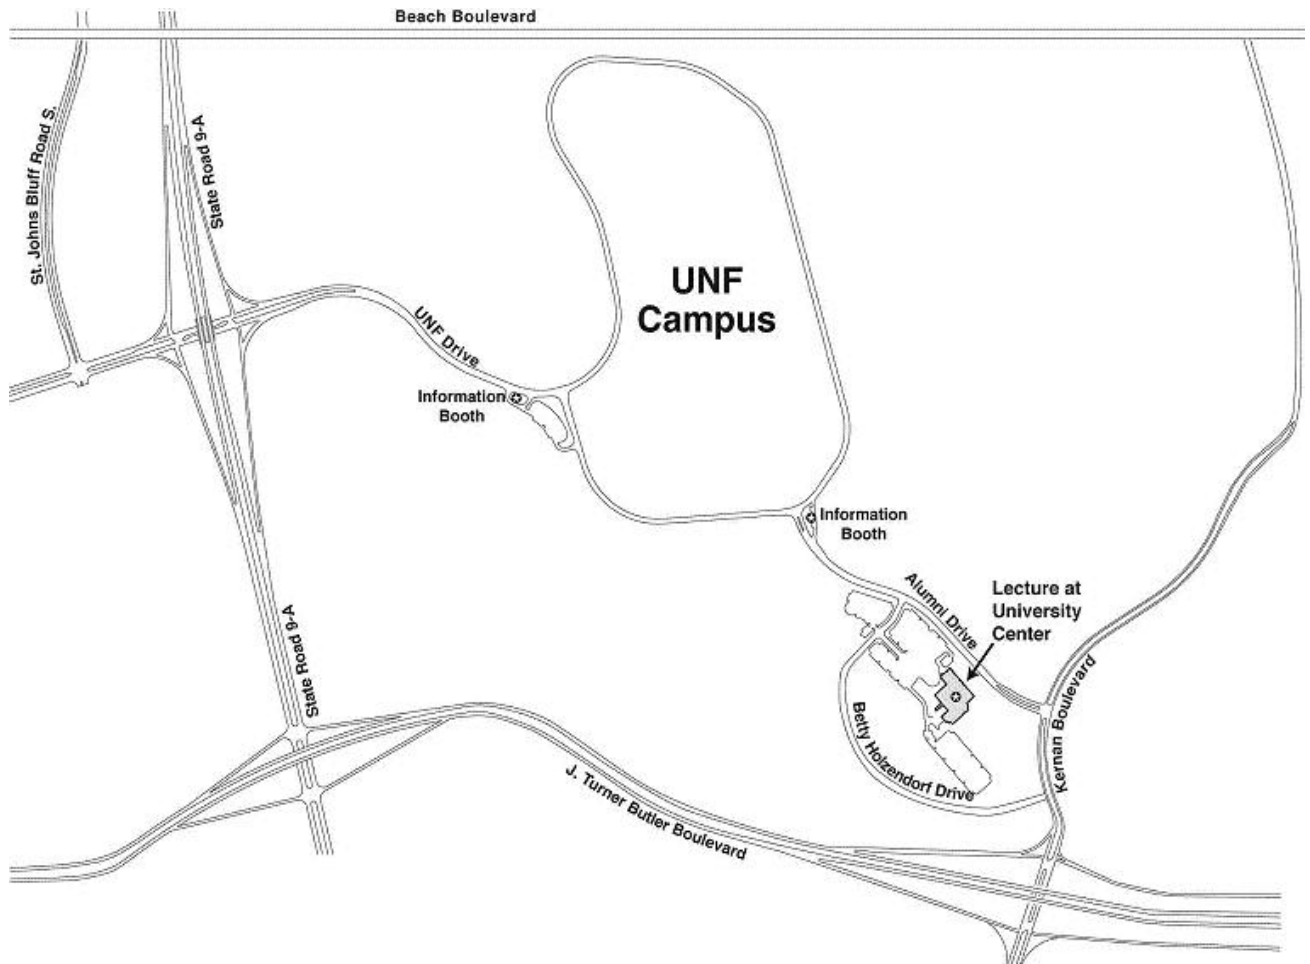 Beach Boulevard
St. Johns Bluff Road S.
State Road 9-A
UNF
Campus
UNF Drive
Information
Booth
Information
Booth
Alumni Drive
Lecture at
University
Center
State Road 9-A
Kernan Boulevard
Betty Holzendorf Drive
J. Turner Butler Boulevard